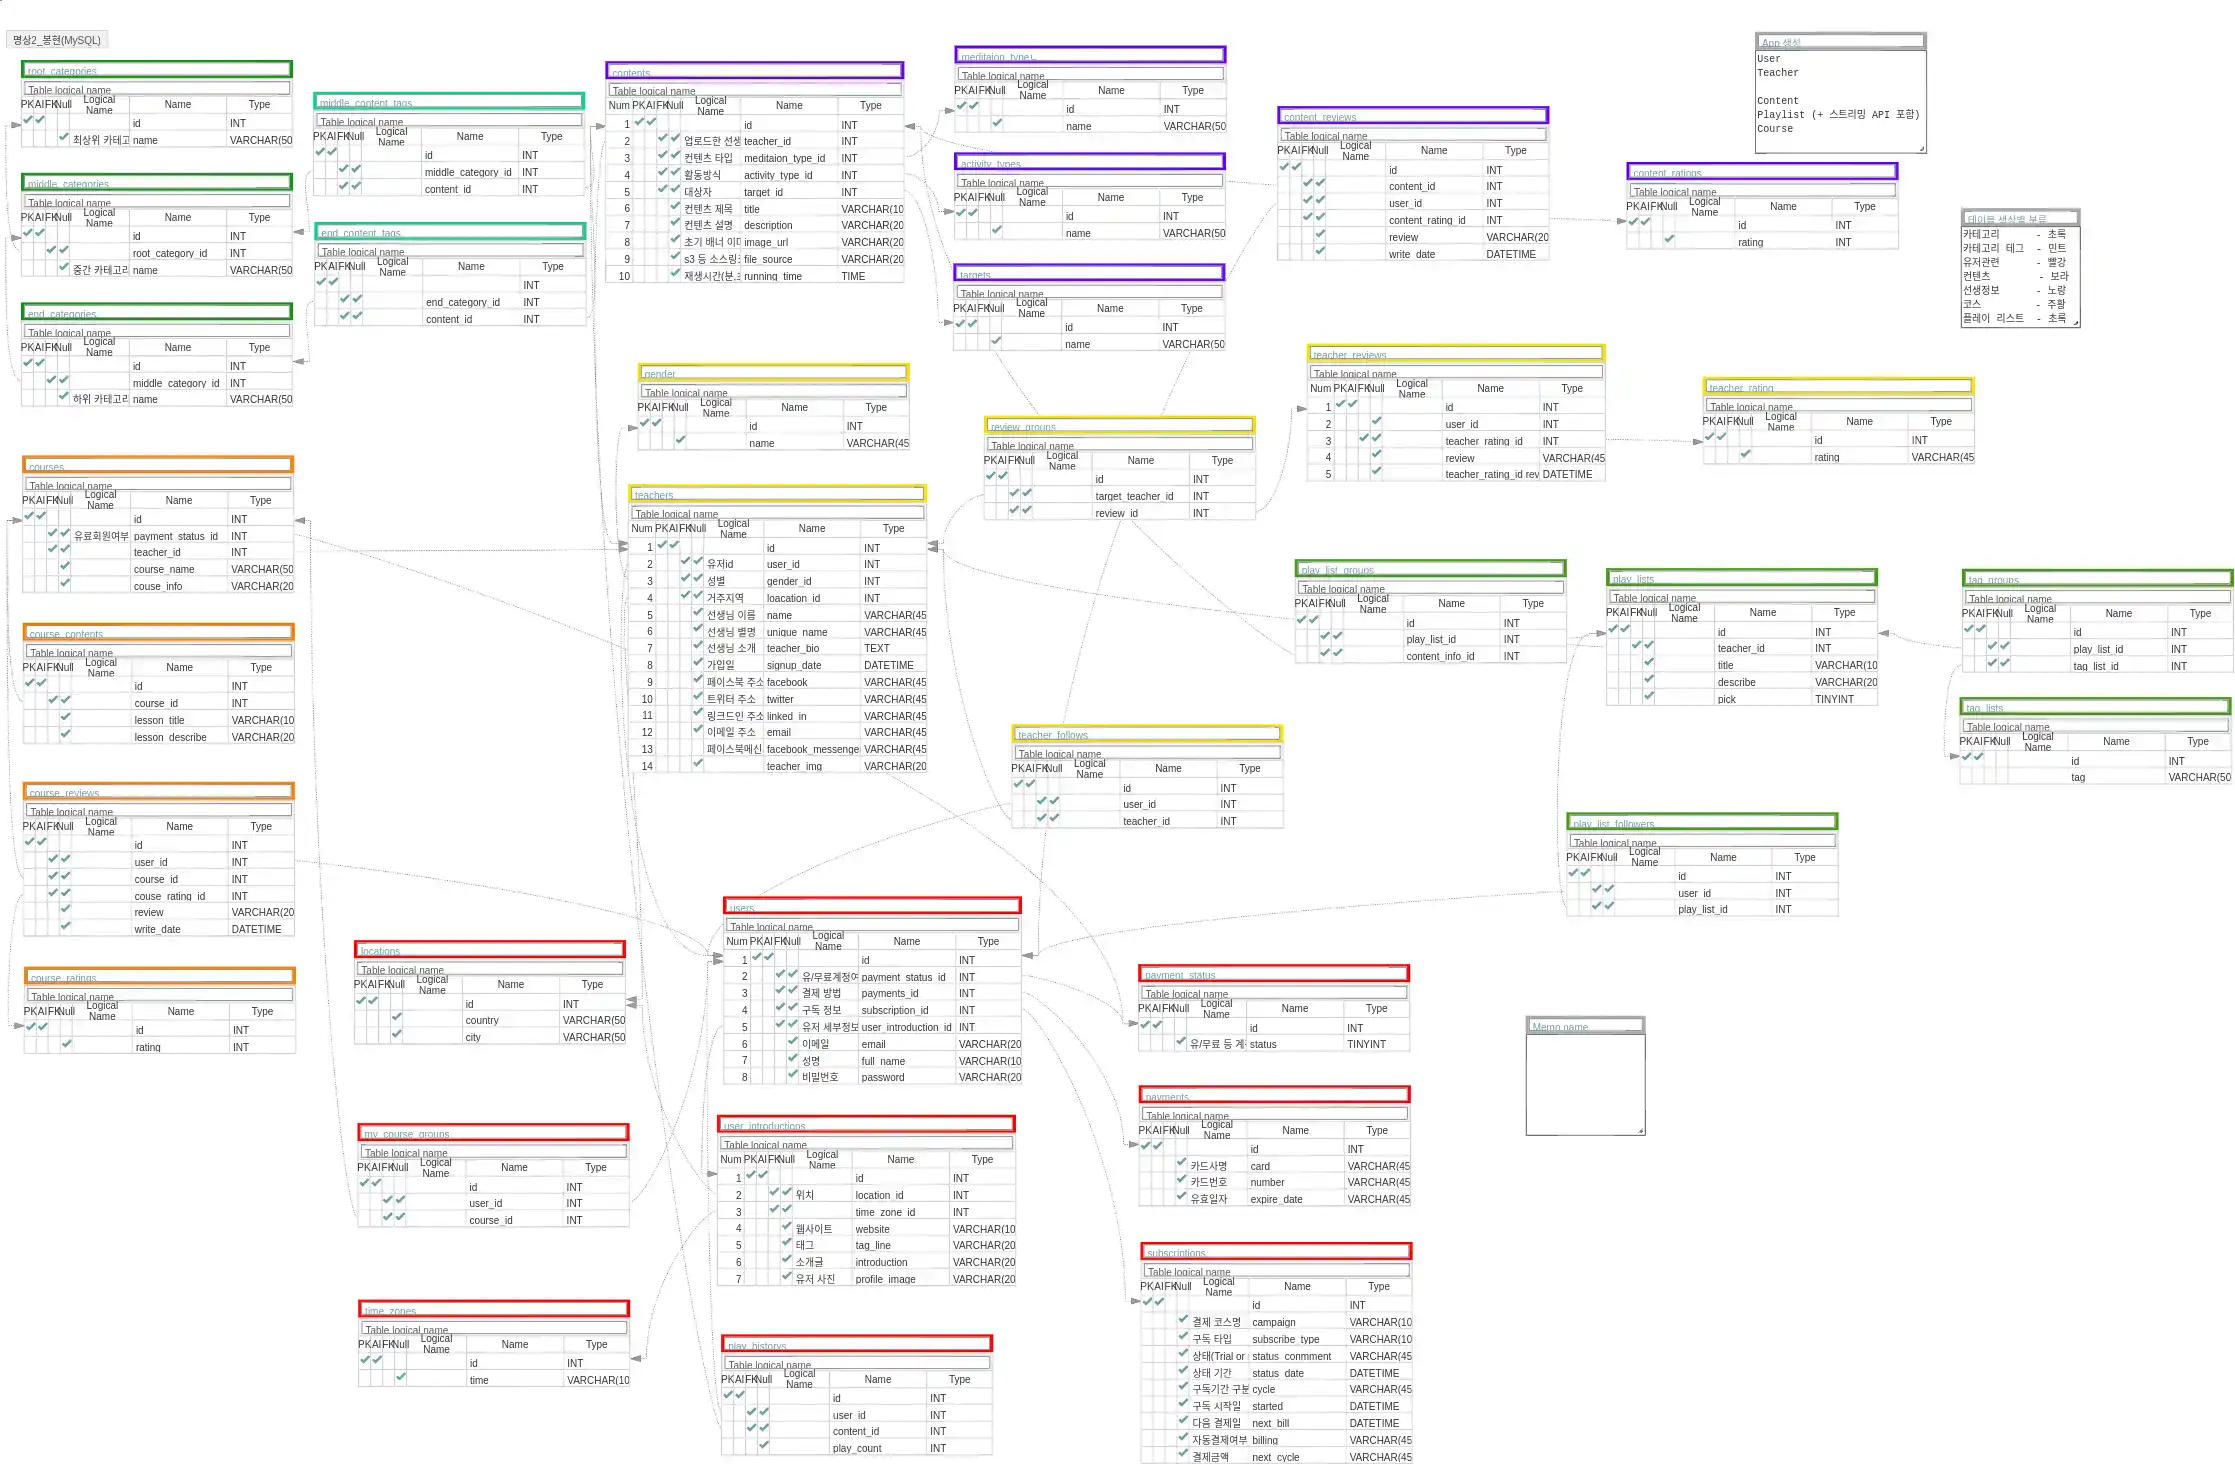 명상2_봉현(MySQL)
root_categories
Table logical name
PK AI FK Null Logical Name Name Type
id INT
최상위 카테고 name VARCHAR(50
middle_categories
Table logical name
PK AI FK Null Logical Name Name Type
id INT
root_category_id INT
중간 카테고리 name VARCHAR(50
end_categories
Table logical name
PK AI FK Null Logical Name Name Type
id INT
middle_category_id INT
하위 카테고리 name VARCHAR(50
middle_content_tags
Table logical name
PK AI FK Null Logical Name Name Type
id INT
middle_category_id INT
content_id INT
end_content_tags
Table logical name
PK AI FK Null Logical Name Name Type
INT
end_category_id INT
content_id INT
contents
Table logical name
Num PK AI FK Null Logical Name Name Type
1 id INT
2 업로드한 선생 teacher_id INT
3 컨텐츠 타입 meditaion_type_id INT
4 활동방식 activity_type_id INT
5 대상자 target_id INT
6 컨텐츠 제목 title VARCHAR(10
7 컨텐츠 설명 description VARCHAR(20
8 초기 배너 이미 image_url VARCHAR(20
9 s3 등 소스링크 file_source VARCHAR(20
10 재생시간(분,초 running_time TIME
meditaion_types
Table logical name
PK AI FK Null Logical Name Name Type
id INT
name VARCHAR(50
activity_types
Table logical name
PK AI FK Null Logical Name Name Type
id INT
name VARCHAR(50
targets
Table logical name
PK AI FK Null Logical Name Name Type
id INT
name VARCHAR(50
content_reviews
Table logical name
PK AI FK Null Logical Name Name Type
id INT
content_id INT
user_id INT
content_rating_id INT
review VARCHAR(20
write_date DATETIME
content_ratings
Table logical name
PK AI FK Null Logical Name Name Type
id INT
rating INT
App 생성
User
Teacher
Content
Playlist (+ 스트리밍 API 포함)
Course
테이블 색상별 분류
카테고리 - 초록
카테고리 테그 - 민트
유저관련 - 빨강
컨텐츠 - 보라
선생정보 - 노랑
코스 - 주황
플레이 리스트 - 초록
gender
Table logical name
PK AI FK Null Logical Name Name Type
id INT
name VARCHAR(45
review_groups
Table logical name
PK AI FK Null Logical Name Name Type
id INT
target_teacher_id INT
review_id INT
teacher_reviews
Table logical name
Num PK AI FK Null Logical Name Name Type
1 id INT
2 user_id INT
3 teacher_rating_id INT
4 review VARCHAR(45
5 teacher_rating_id rev DATETIME
teacher_rating
Table logical name
PK AI FK Null Logical Name Name Type
id INT
rating VARCHAR(45
courses
Table logical name
PK AI FK Null Logical Name Name Type
id INT
유료회원여부 payment_status_id INT
teacher_id INT
course_name VARCHAR(50
couse_info VARCHAR(20
course_contents
Table logical name
PK AI FK Null Logical Name Name Type
id INT
course_id INT
lesson_title VARCHAR(10
lesson_describe VARCHAR(20
course_reviews
Table logical name
PK AI FK Null Logical Name Name Type
id INT
user_id INT
course_id INT
couse_rating_id INT
review VARCHAR(20
write_date DATETIME
course_ratings
Table logical name
PK AI FK Null Logical Name Name Type
id INT
rating INT
teachers
Table logical name
Num PK AI FK Null Logical Name Name Type
1 id INT
2 유저id user_id INT
3 성별 gender_id INT
4 거주지역 loacation_id INT
5 선생님 이름 name VARCHAR(45
6 선생님 별명 unique_name VARCHAR(45
7 선생님 소개 teacher_bio TEXT
8 가입일 signup_date DATETIME
9 페이스북 주소 facebook VARCHAR(45
10 트위터 주소 twitter VARCHAR(45
11 링크드인 주소 linked_in VARCHAR(45
12 이메일 주소 email VARCHAR(45
13 페이스북메신 facebook_messenge VARCHAR(45
14 teacher_img VARCHAR(20
play_list_groups
Table logical name
PK AI FK Null Logical Name Name Type
id INT
play_list_id INT
content_info_id INT
play_lists
Table logical name
PK AI FK Null Logical Name Name Type
id INT
teacher_id INT
title VARCHAR(10
describe VARCHAR(20
pick TINYINT
tag_groups
Table logical name
PK AI FK Null Logical Name Name Type
id INT
play_list_id INT
tag_list_id INT
tag_lists
Table logical name
PK AI FK Null Logical Name Name Type
id INT
tag VARCHAR(50
teacher_follows
Table logical name
PK AI FK Null Logical Name Name Type
id INT
user_id INT
teacher_id INT
play_list_followers
Table logical name
PK AI FK Null Logical Name Name Type
id INT
user_id INT
play_list_id INT
users
Table logical name
Num PK AI FK Null Logical Name Name Type
1 id INT
2 유/무료계정여 payment_status_id INT
3 결제 방법 payments_id INT
4 구독 정보 subscription_id INT
5 유저 세부정보 user_introduction_id INT
6 이메일 email VARCHAR(20
7 성명 full_name VARCHAR(10
8 비밀번호 password VARCHAR(20
locations
Table logical name
PK AI FK Null Logical Name Name Type
id INT
country VARCHAR(50
city VARCHAR(50
payment_status
Table logical name
PK AI FK Null Logical Name Name Type
id INT
유/무료 등 계 status TINYINT
Memo name
payments
Table logical name
PK AI FK Null Logical Name Name Type
id INT
카드사명 card VARCHAR(45
카드번호 number VARCHAR(45
유효일자 expire_date VARCHAR(45
my_course_groups
Table logical name
PK AI FK Null Logical Name Name Type
id INT
user_id INT
course_id INT
user_introductions
Table logical name
Num PK AI FK Null Logical Name Name Type
1 id INT
2 위치 location_id INT
3 time_zone_id INT
4 웹사이트 website VARCHAR(10
5 태그 tag_line VARCHAR(20
6 소개글 introduction VARCHAR(20
7 유저 사진 profile_image VARCHAR(20
time_zones
Table logical name
PK AI FK Null Logical Name Name Type
id INT
time VARCHAR(10
play_historys
Table logical name
PK AI FK Null Logical Name Name Type
id INT
user_id INT
content_id INT
play_count INT
subscriptions
Table logical name
PK AI FK Null Logical Name Name Type
id INT
결제 코스명 campaign VARCHAR(10
구독 타입 subscribe_type VARCHAR(10
상태(Trial or status_conmment VARCHAR(45
상태 기간 status_date DATETIME
구독기간 구분 cycle VARCHAR(45
구독 시작일 started DATETIME
다음 결제일 next_bill DATETIME
자동결제여부 billing VARCHAR(45
결제금액 next_cycle VARCHAR(45